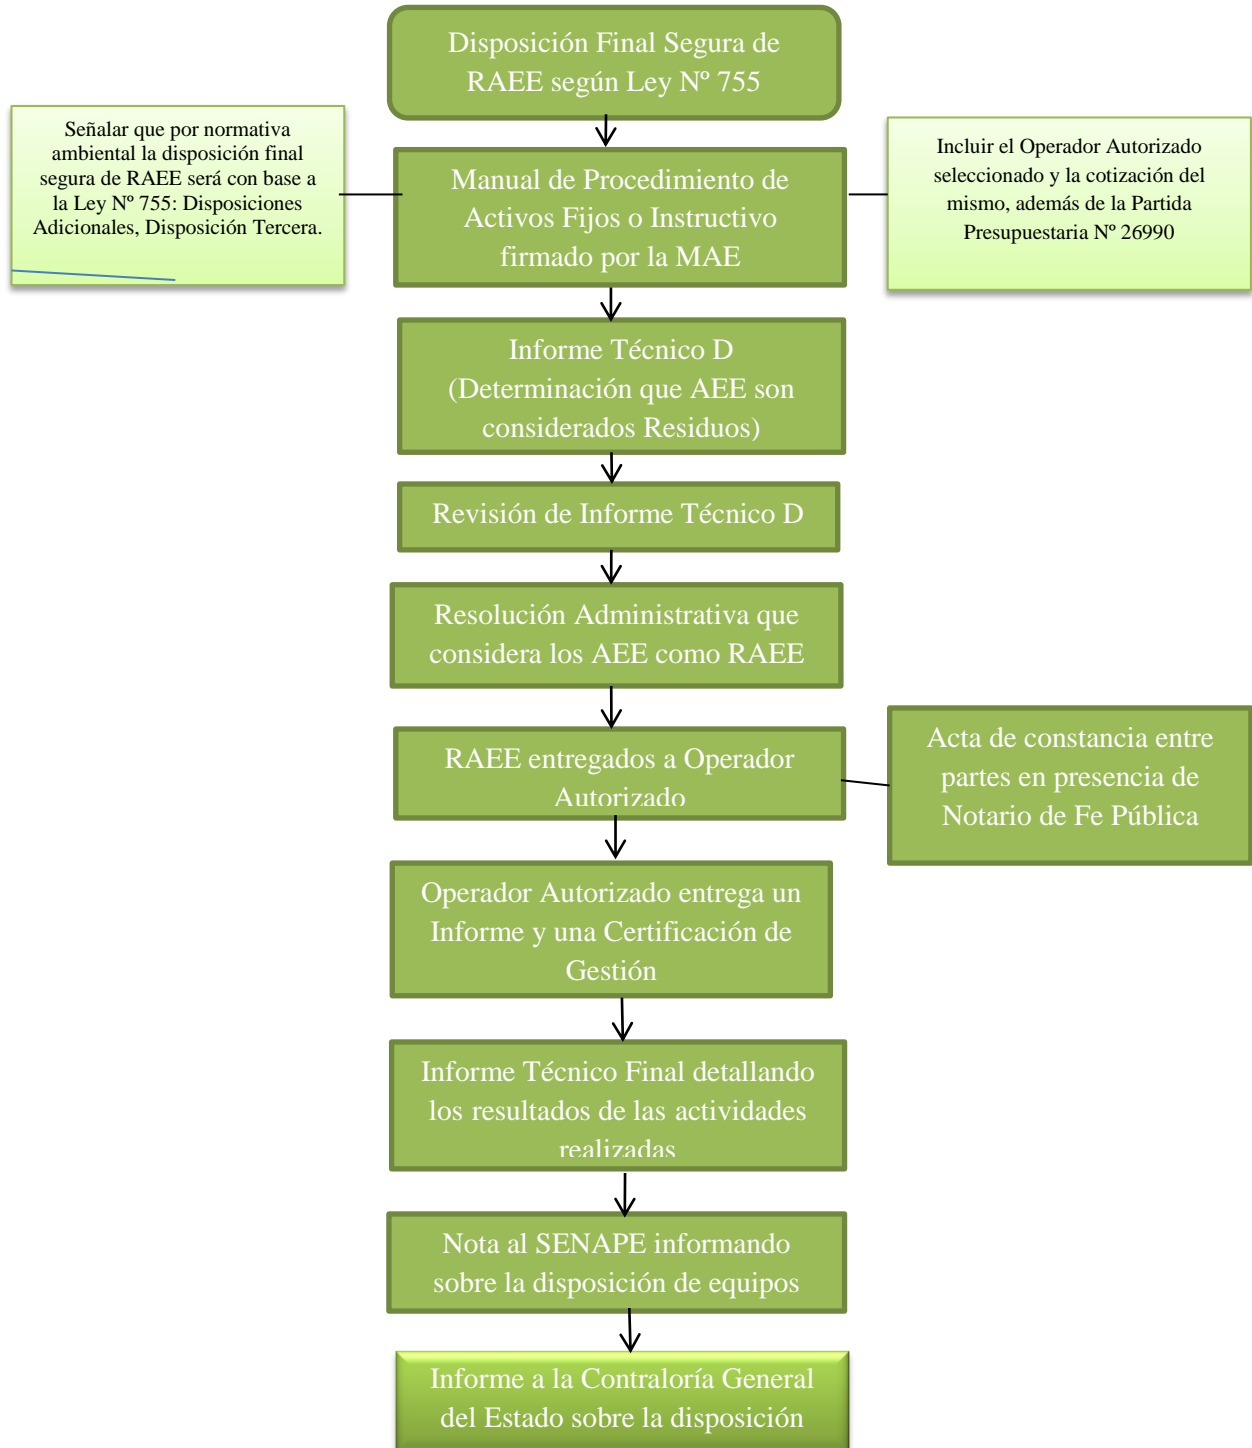 Disposición Final Segura de
RAEE según Ley Nº 755
Señalar que por normativa
ambiental la disposición final
segura de RAEE será con base a
la Ley Nº 755: Disposiciones
Adicionales, Disposición Tercera.
Manual de Procedimiento de
Activos Fijos o Instructivo
firmado por la MAE
Incluir el Operador Autorizado
seleccionado y la cotización del
mismo, además de la Partida
Presupuestaria Nº 26990
Informe Técnico D
(Determinación que AEE son
considerados Residuos)
Revisión de Informe Técnico D
Resolución Administrativa que
considera los AEE como RAEE
RAEE entregados a Operador
Autorizado
Acta de constancia entre
partes en presencia de
Notario de Fe Pública
Operador Autorizado entrega un
Informe y una Certificación de
Gestión
Informe Técnico Final detallando
los resultados de las actividades
realizadas
Nota al SENAPE informando
sobre la disposición de equipos
Informe a la Contraloría General
del Estado sobre la disposición